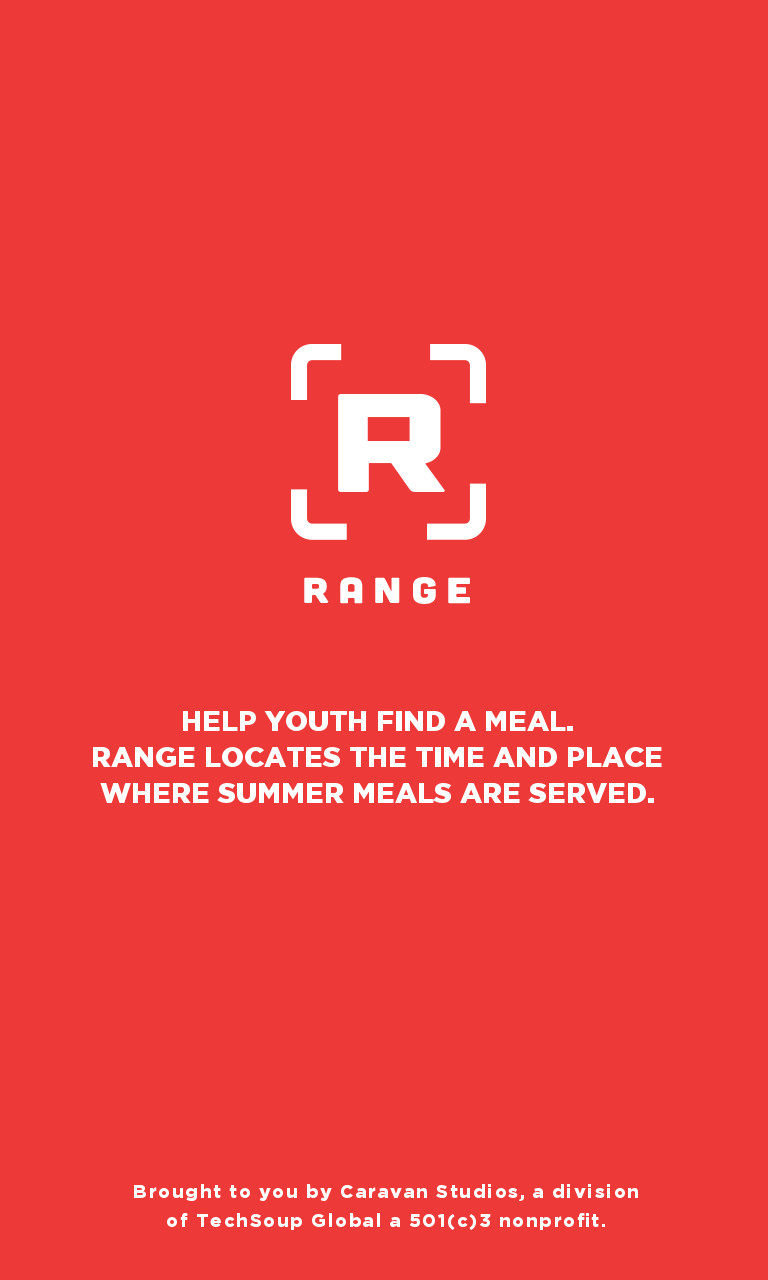 R
RANGE
HELP YOUTH FIND A MEAL.
RANGE LOCATES THE TIME AND PLACE
WHERE SUMMER MEALS ARE SERVED.
Brought to you by Caravan Studios, a division
of TechSoup Global a 501(c)3 nonprofit.